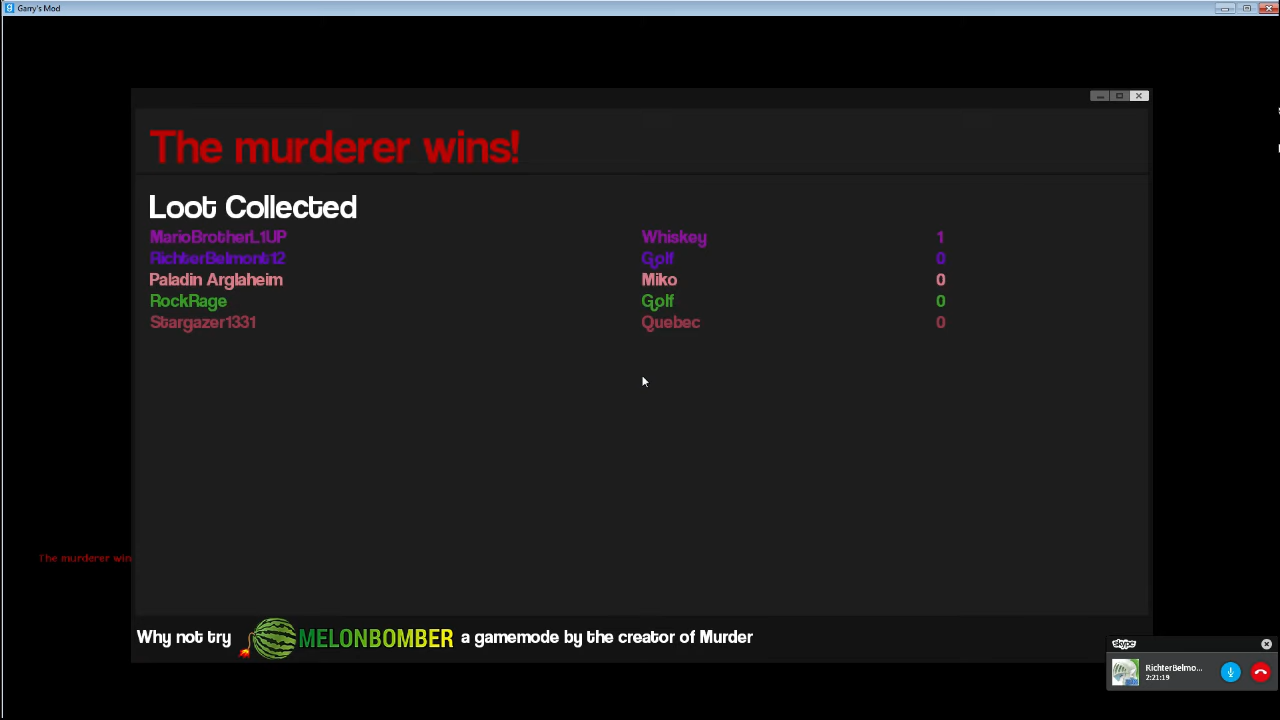 Garry's Mod
The murderer wins!
Loot Collected
MarioBrotherL1UP Whiskey 1
RichterBelmont12 Golf 0
Paladin Arglaheim Miko 0
RockRage Golf 0
Stargazer1331 Quebec 0
The murderer win
Why not try MELONBOMBER a gamemode by the creator of Murder
skype
RichterBelmo...
2:21:19